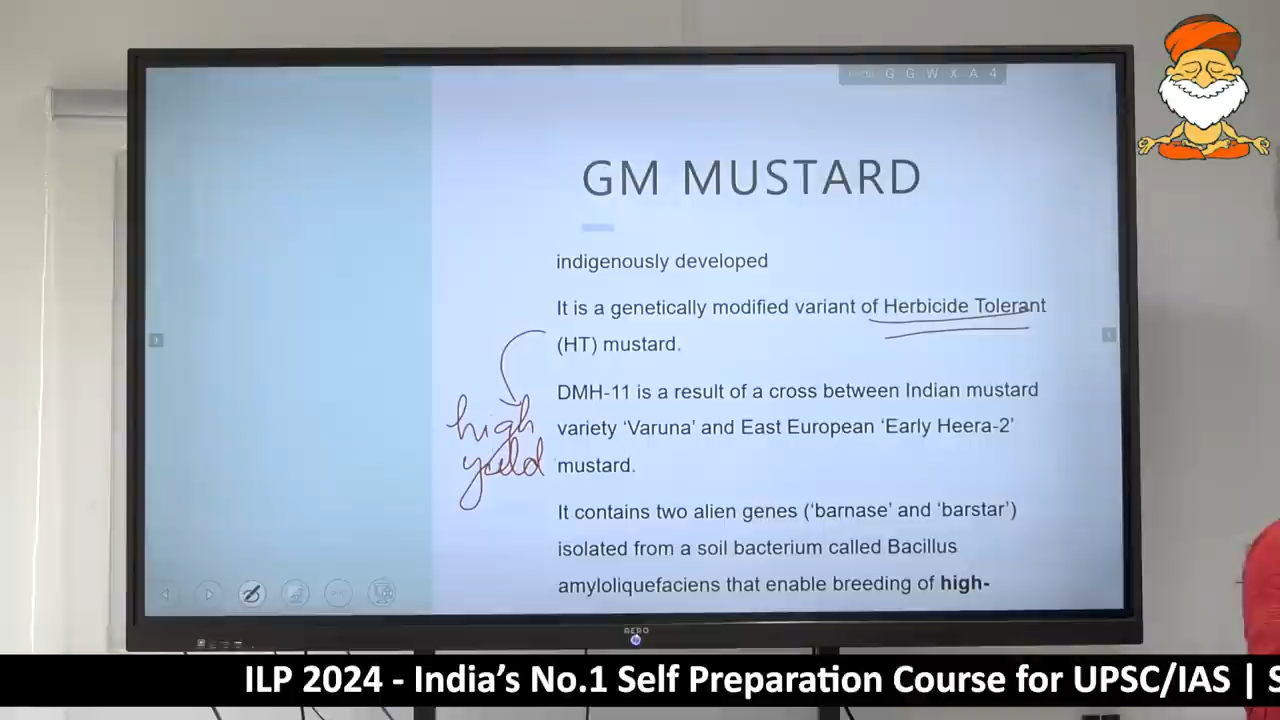 GM MUSTARD
indigenously developed
It is a genetically modified variant of Herbicide Tolerant
(HT) mustard.
DMH-11 is a result of a cross between Indian mustard
high
variety ‘Varuna’ and East European ‘Early Heera-2’
yield
mustard.
It contains two alien genes (‘barnase’ and ‘barstar’)
isolated from a soil bacterium called Bacillus
amyloliquefaciens that enable breeding of high-
ILP 2024 - India’s No.1 Self Preparation Course for UPSC/IAS | S